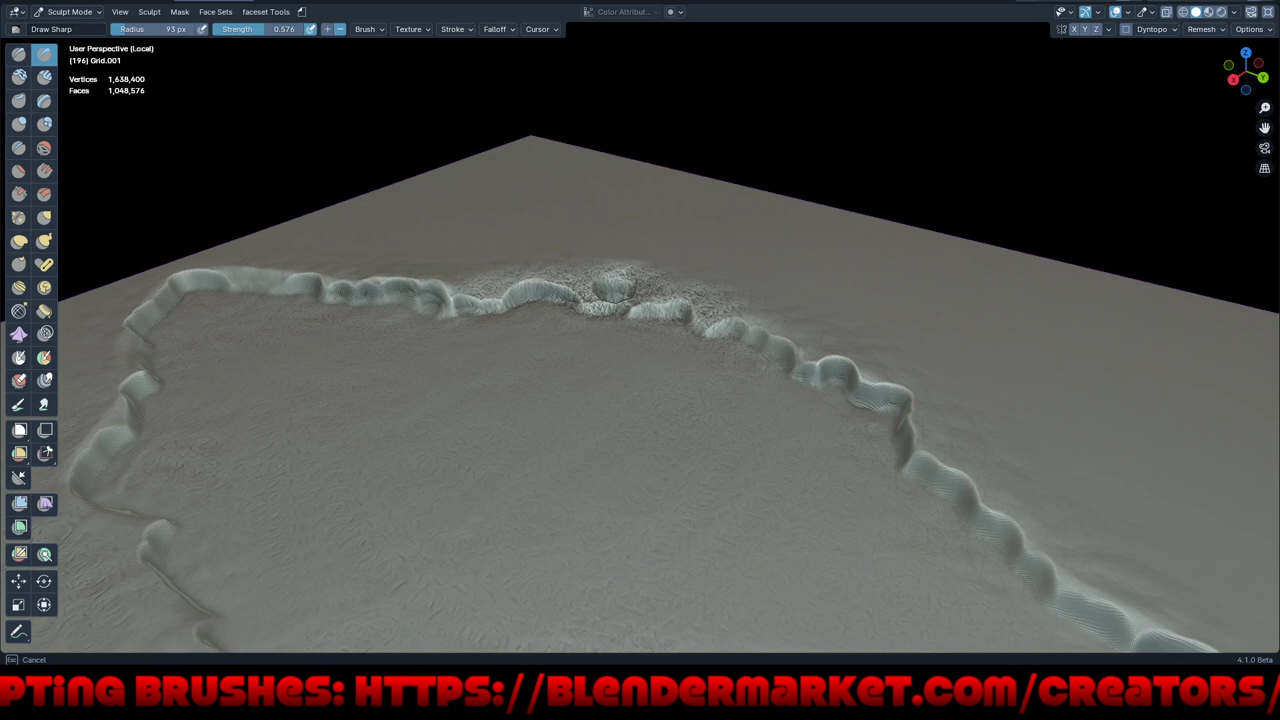 Sculpt Mode View Sculpt Mask Face Sets faceset Tools Color Attribut...
Draw Sharp Radius 93 px Strength 0.576 Brush Texture Stroke Falloff Cursor X Y Z Dyntopo Remesh Options
User Perspective (Local)
(196) Grid.001
Vertices 1,638,400
Faces 1,048,576
Z
X
Y
Esc Cancel 4.1.0 Beta
PTING BRUSHES: HTTPS://BLENDERMARKET.COM/CREATORS/